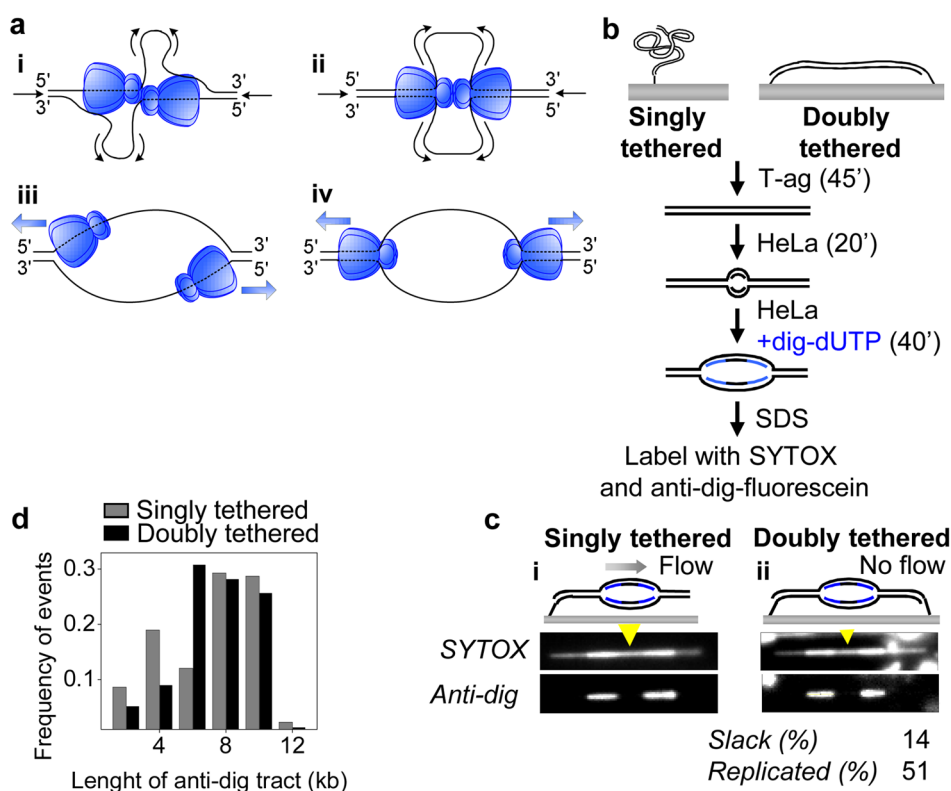 a
i
5'
3'
3'
5'
ii
5'
3'
3'
5'
iii
5'
3'
3'
5'
iv
5'
3'
3'
5'
b
Singly
tethered
Doubly
tethered
T-ag (45’)
HeLa (20’)
HeLa
+dig-dUTP (40’)
SDS
Label with SYTOX
and anti-dig-fluorescein
c
Singly tethered
Doubly tethered
i
Flow
ii
No flow
SYTOX
Anti-dig
Slack (%) 14
Replicated (%) 51
d
Singly tethered
Doubly tethered
Frequency of events
0.3
0.2
0.1
4 8 12
Lenght of anti-dig tract (kb)